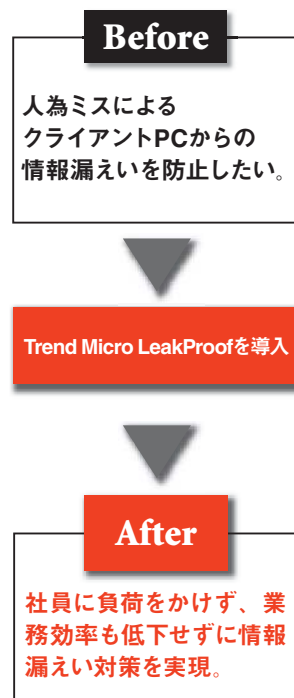 Before
人為ミスによる
クライアントPCからの
情報漏えいを防止したい。
Trend Micro LeakProofを導入
After
社員に負荷をかけず、業
務効率も低下せずに情報
漏えい対策を実現。